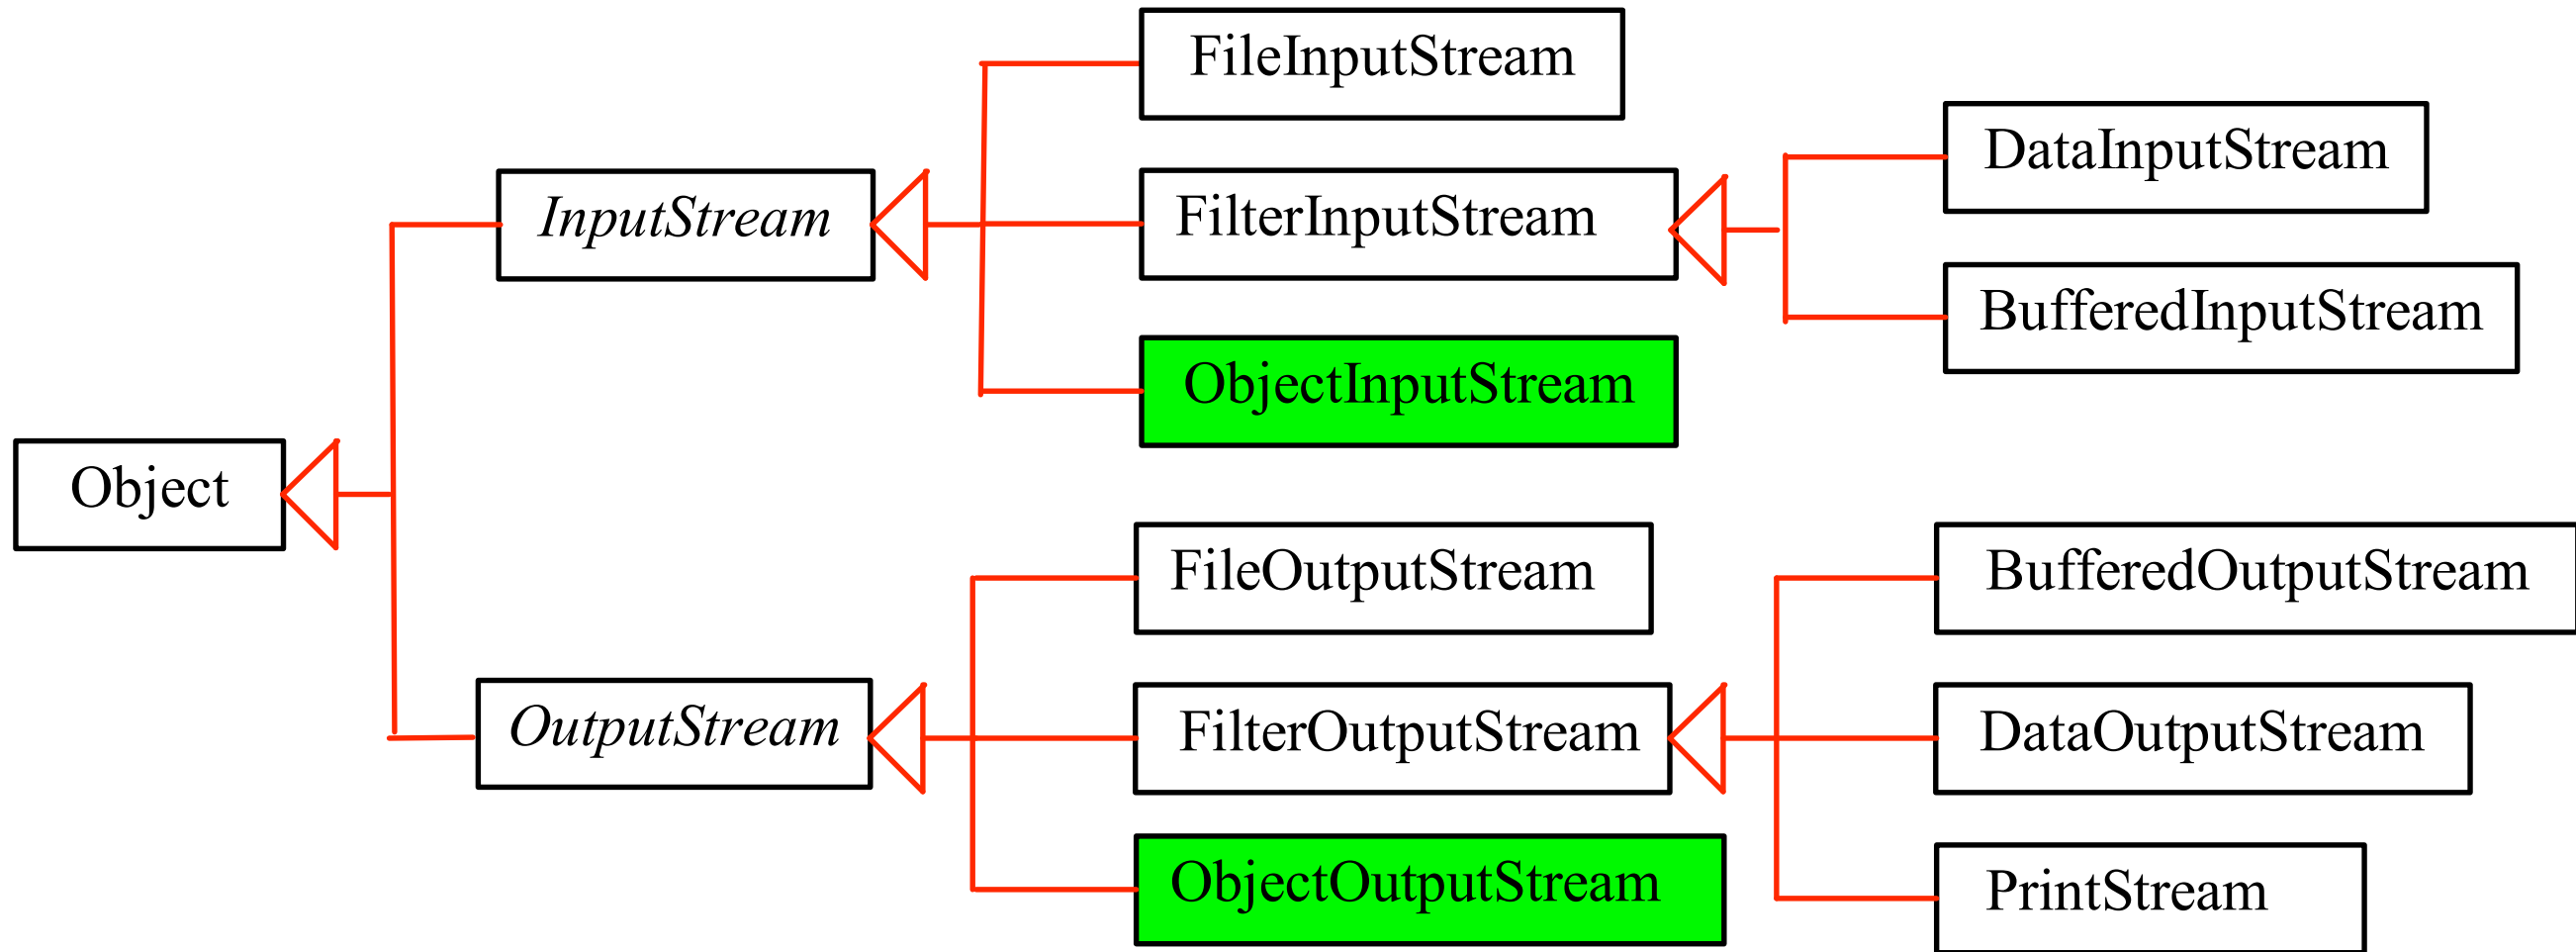 FileInputStream
DataInputStream
InputStream
FilterInputStream
BufferedInputStream
ObjectInputStream
Object
FileOutputStream
BufferedOutputStream
OutputStream
FilterOutputStream
DataOutputStream
ObjectOutputStream
PrintStream